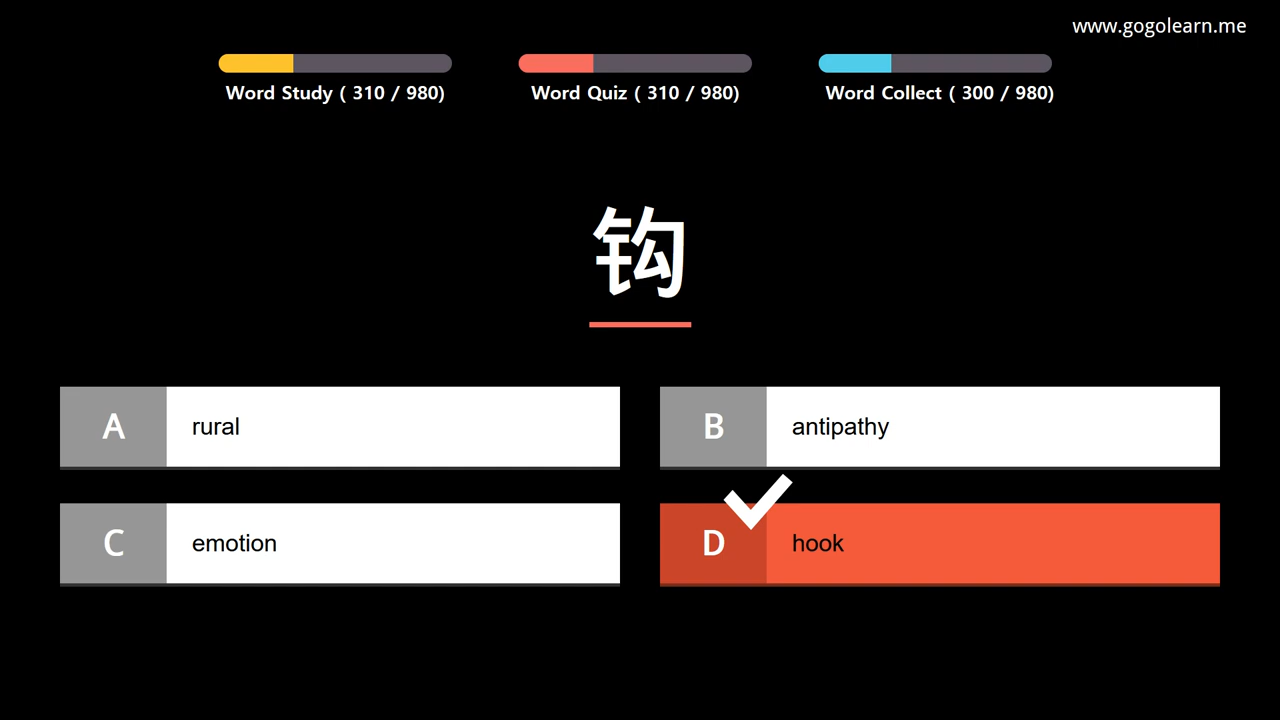 www.gogolearn.me
Word Study ( 310 / 980)
Word Quiz ( 310 / 980)
Word Collect ( 300 / 980)
钩
A rural
B antipathy
C emotion
D hook